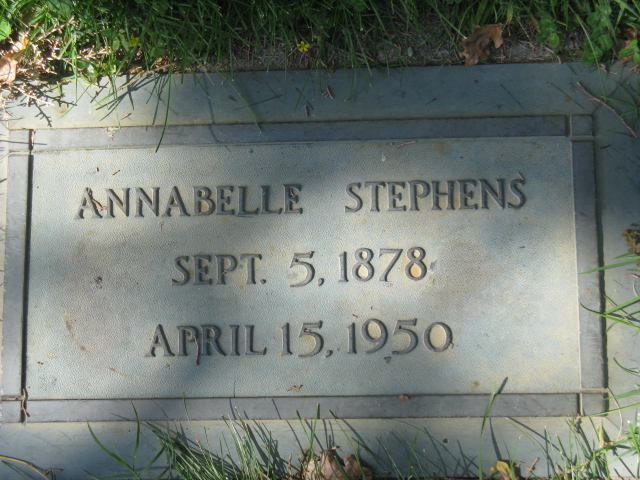 ANNABELLE STEPHENS
SEPT. 5, 1878
APRIL 15, 1950